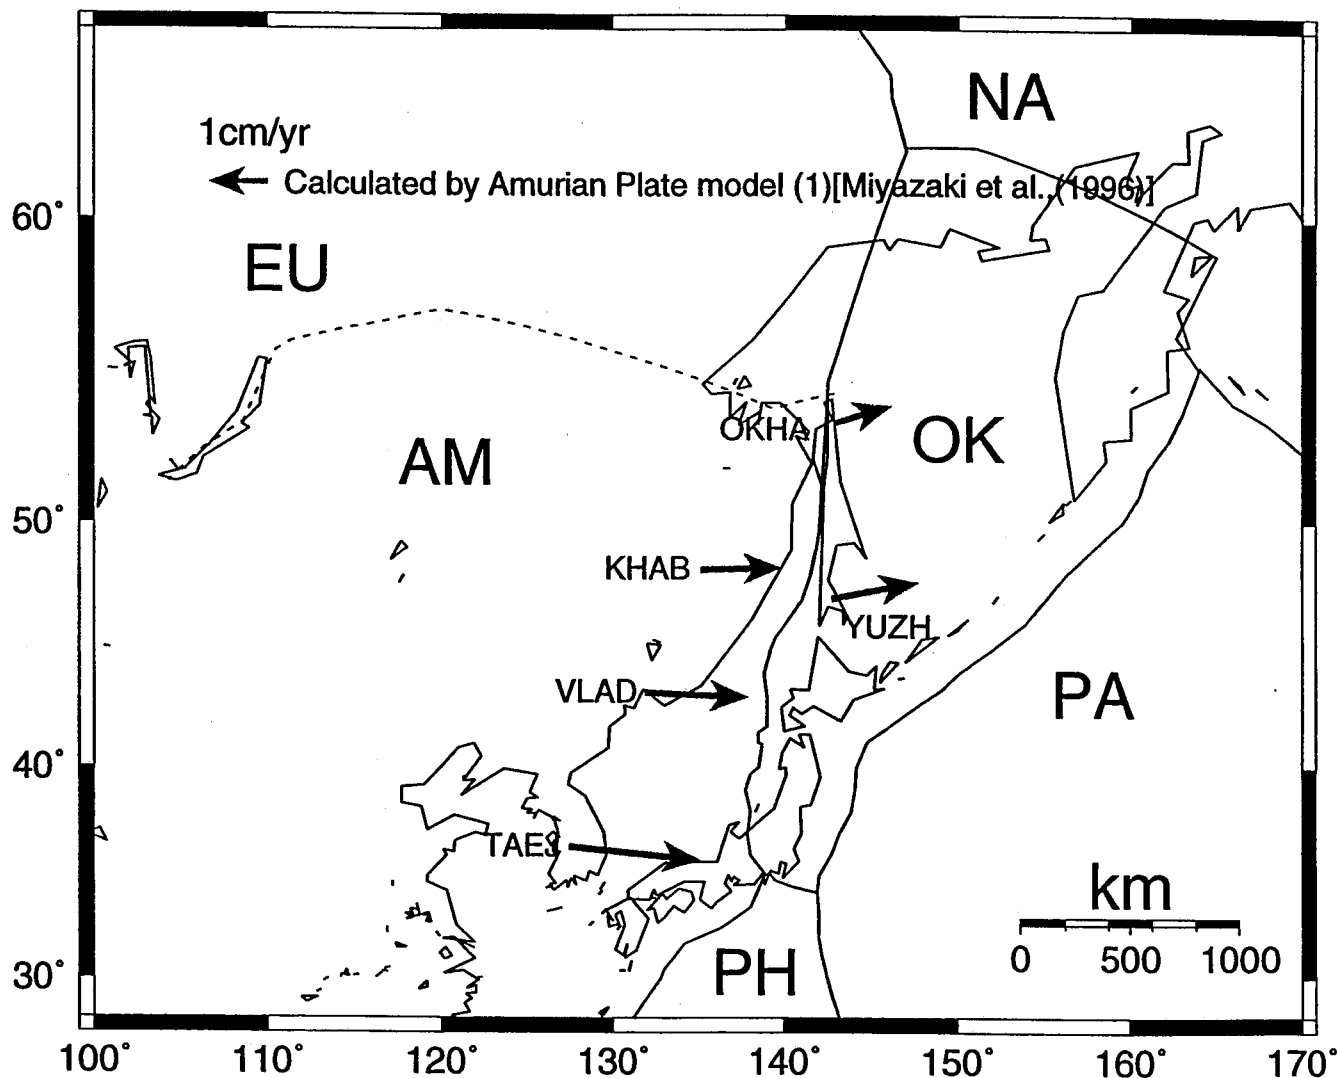 NA
1cm/yr
Calculated by Amurian Plate model (1)[Miyazaki et al.,(1996)]
60°
EU
OKHA
OK
AM
50°
KHAB
YUZH
VLAD
PA
40°
TAEJ
km
PH
0 500 1000
30°
100° 110° 120° 130° 140° 150° 160° 170°